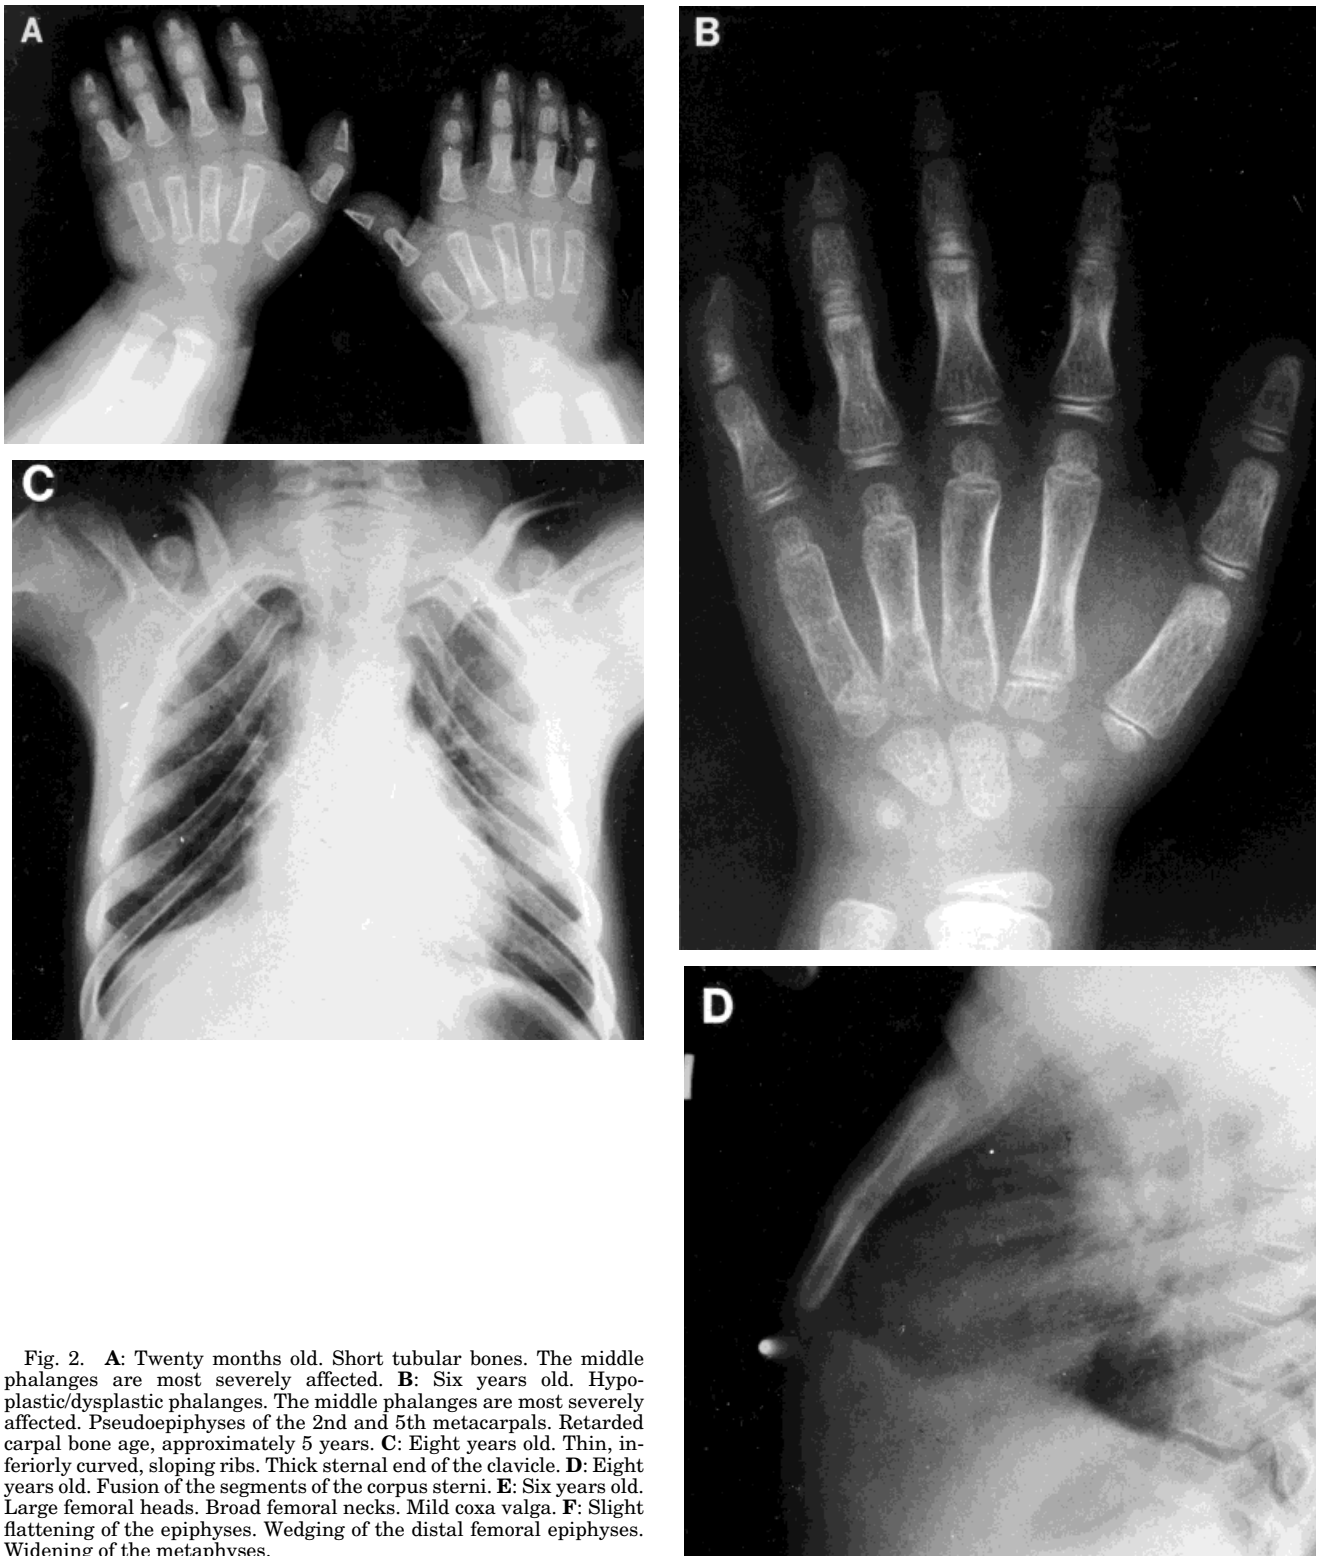 A
B
C
D
Fig. 2. A: Twenty months old. Short tubular bones. The middle
phalanges are most severely affected. B: Six years old. Hypo-
plastic/dysplastic phalanges. The middle phalanges are most severely
affected. Pseudoepiphyses of the 2nd and 5th metacarpals. Retarded
carpal bone age, approximately 5 years. C: Eight years old. Thin, in-
feriorly curved, sloping ribs. Thick sternal end of the clavicle. D: Eight
years old. Fusion of the segments of the corpus sterni. E: Six years old.
Large femoral heads. Broad femoral necks. Mild coxa valga. F: Slight
flattening of the epiphyses. Wedging of the distal femoral epiphyses.
Widening of the metaphyses.